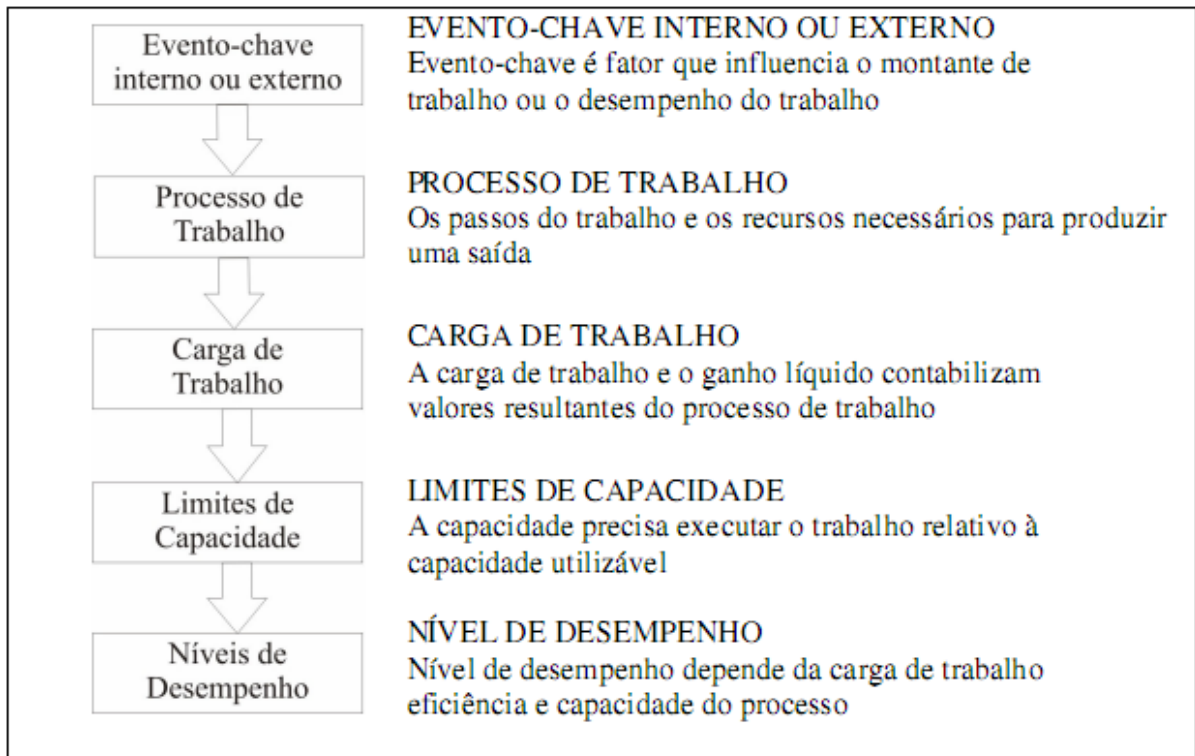 Evento-chave
interno ou externo
EVENTO-CHAVE INTERNO OU EXTERNO
Evento-chave é fator que influencia o montante de
trabalho ou o desempenho do trabalho
Processo de
Trabalho
PROCESSO DE TRABALHO
Os passos do trabalho e os recursos necessários para produzir
uma saída
Carga de
Trabalho
CARGA DE TRABALHO
A carga de trabalho e o ganho líquido contabilizam
valores resultantes do processo de trabalho
Limites de
Capacidade
LIMITES DE CAPACIDADE
A capacidade precisa executar o trabalho relativo à
capacidade utilizável
Níveis de
Desempenho
NÍVEL DE DESEMPENHO
Nível de desempenho depende da carga de trabalho
eficiência e capacidade do processo